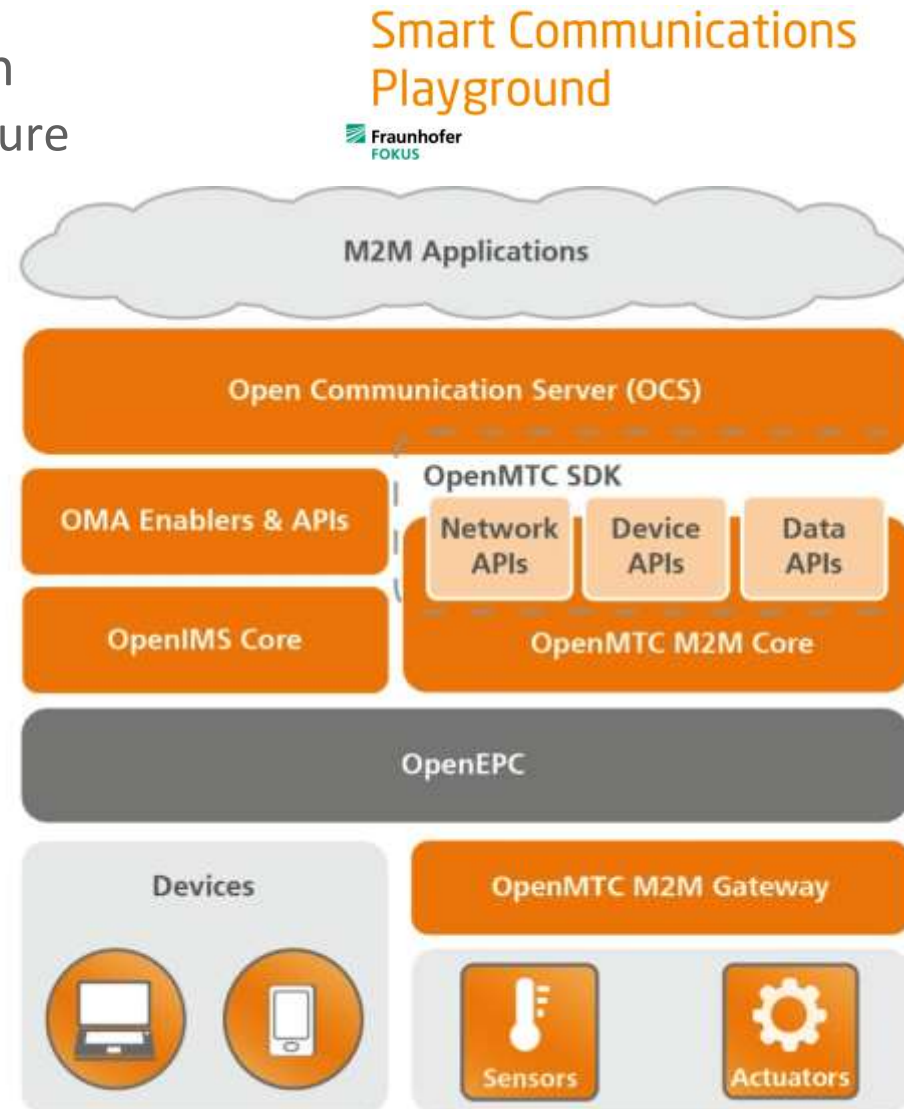 Smart Communications
Playground
Fraunhofer
FOKUS
M2M Applications
Open Communication Server (OCS)
OpenMTC SDK
OMA Enablers & APIs
Network
APIs
Device
APIs
Data
APIs
OpenIMS Core
OpenMTC M2M Core
OpenEPC
Devices
OpenMTC M2M Gateway
Sensors
Actuators